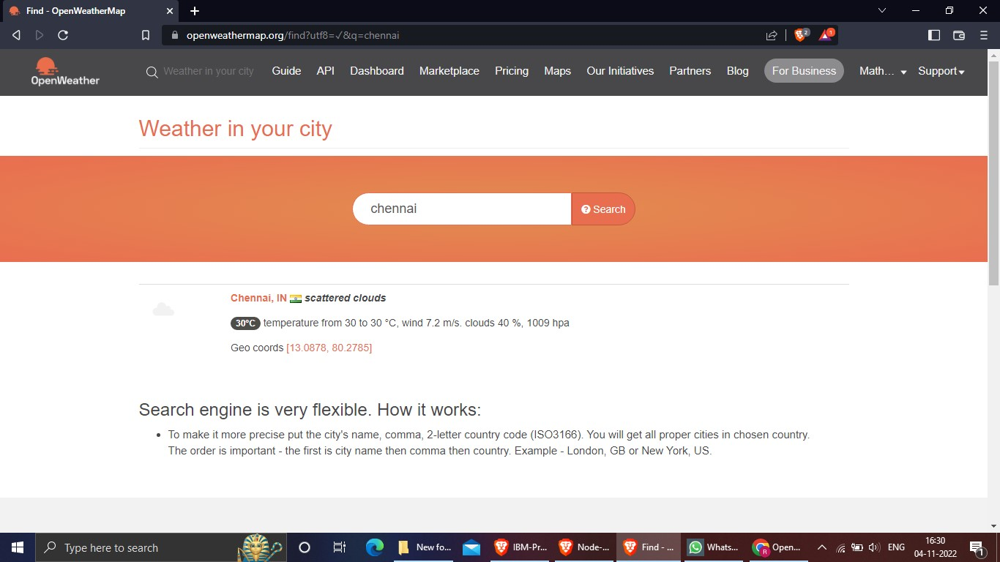 Find - OpenWeatherMap
openweathermap.org/find?utf8=✓&q=chennai
2
1
OpenWeather
Weather in your city
Guide
API
Dashboard
Marketplace
Pricing
Maps
Our Initiatives
Partners
Blog
For Business
Math...
Support
Weather in your city
chennai
Search
Chennai, IN scattered clouds
30°C temperature from 30 to 30 °C, wind 7.2 m/s. clouds 40 %, 1009 hpa
Geo coords [13.0878, 80.2785]
Search engine is very flexible. How it works:
• To make it more precise put the city's name, comma, 2-letter country code (ISO3166). You will get all proper cities in chosen country.
The order is important - the first is city name then comma then country. Example - London, GB or New York, US.
Type here to search
New fo...
IBM-Pr...
Node-...
Find - ...
Whats...
R
Open...
ENG
16:30
04-11-2022
1